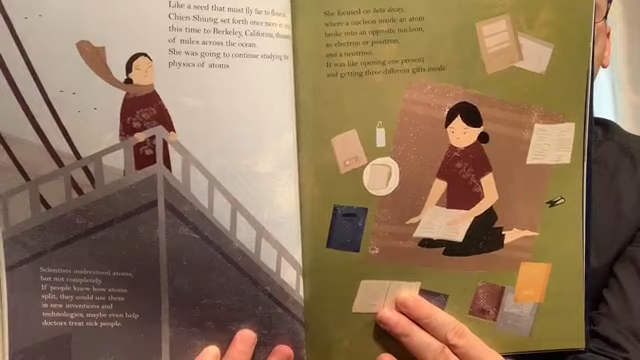 Like a seed that must fly far to flower,
Chien-Shiung set forth once more in
this time to Berkeley, California, thousands
of miles across the ocean.
She was going to continue studying the
physics of atoms.
Scientists understood atoms,
but not completely.
If people knew how atoms
split, they could use them
in new inventions and
technologies, maybe even help
doctors treat sick people.
She focused on beta decay,
where a nucleon inside an atom
broke into an opposite nucleon,
an electron or positron,
and a neutrino.
It was like opening one present
and getting three different gifts inside